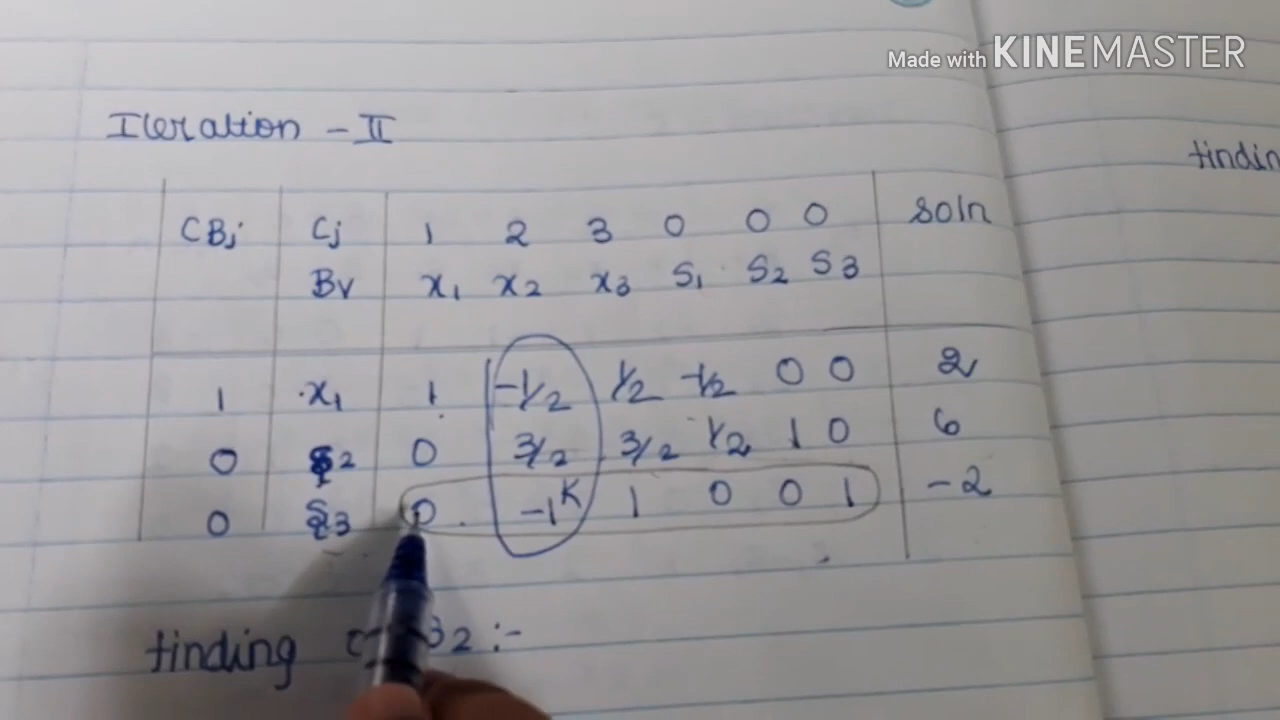 Made with KINEMASTER
Iteration - II
findin
CBj Cj 1 2 3 0 0 0 Soln
BV x1 x2 x3 S1 S2 S3
1 x1 1 -1/2 1/2 -1/2 0 0 2
0 S2 0 3/2 3/2 1/2 1 0 6
0 S3 0 -1K 1 0 0 1 -2
finding 2 :-